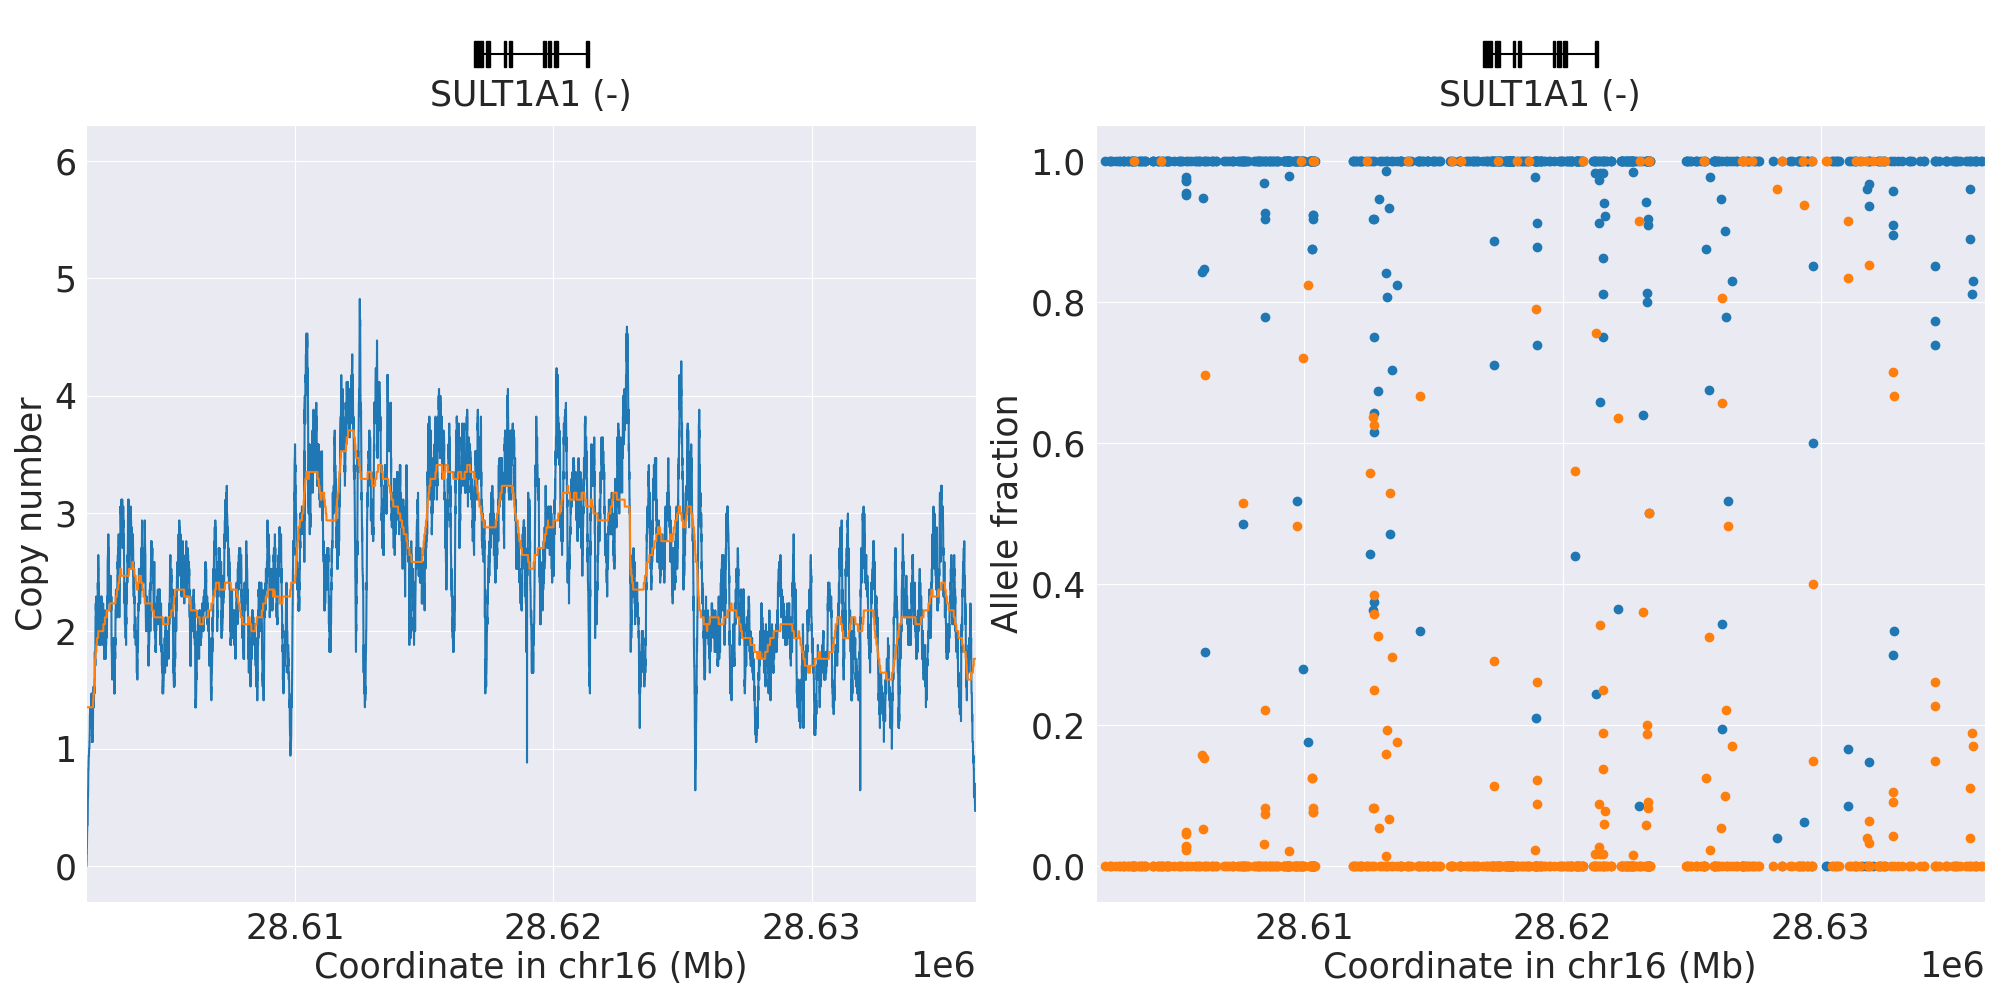 SULT1A1 (-)
6
5
4
3
2
1
0
Copy number
28.61
28.62
28.63
Coordinate in chr16 (Mb)
1e6
SULT1A1 (-)
1.0
0.8
0.6
0.4
0.2
0.0
Allele fraction
28.61
28.62
28.63
Coordinate in chr16 (Mb)
1e6